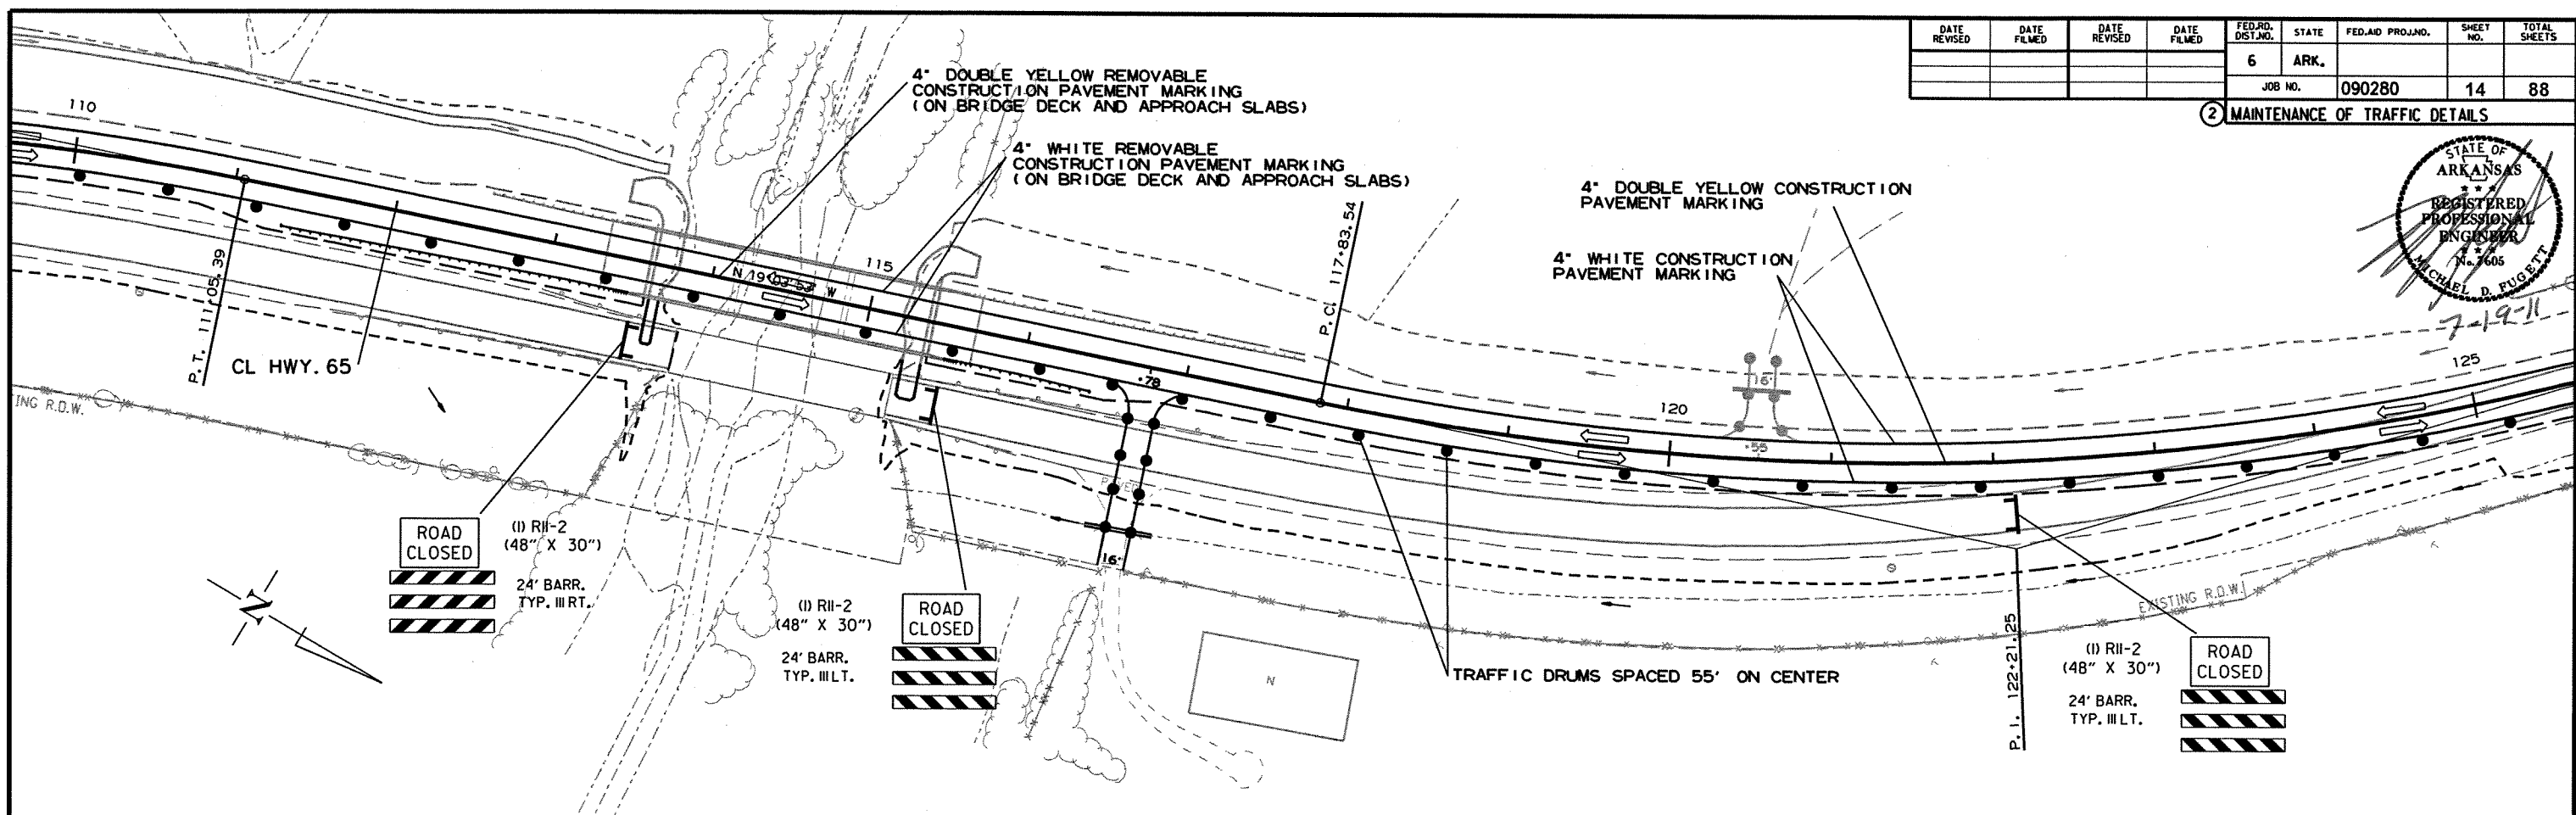 DATE REVISED
DATE FILMED
DATE REVISED
DATE FILMED
FED.RD. DIST.NO.
STATE
FED.AID PROJ.NO.
SHEET NO.
TOTAL SHEETS
6
ARK.
JOB NO.
090280
14
88
2
MAINTENANCE OF TRAFFIC DETAILS
STATE OF
ARKANSAS
REGISTERED
PROFESSIONAL
ENGINEER
MICHAEL D. FUGETT
7-19-11
4" DOUBLE YELLOW REMOVABLE
CONSTRUCTION PAVEMENT MARKING
(ON BRIDGE DECK AND APPROACH SLABS)
4" WHITE REMOVABLE
CONSTRUCTION PAVEMENT MARKING
(ON BRIDGE DECK AND APPROACH SLABS)
4" DOUBLE YELLOW CONSTRUCTION
PAVEMENT MARKING
4" WHITE CONSTRUCTION
PAVEMENT MARKING
110
115
120
125
P.T. 111+05.39
CL HWY. 65
N 19°03'53" W
P.C. 117+83.54
+78
16'
+55
16'
ING R.O.W.
EXISTING R.O.W.
P.I. 122+21.25
ROAD
CLOSED
(1) R11-2
(48" X 30")
24' BARR.
TYP. III RT.
(1) R11-2
(48" X 30")
24' BARR.
TYP. III LT.
ROAD
CLOSED
TRAFFIC DRUMS SPACED 55' ON CENTER
(1) R11-2
(48" X 30")
24' BARR.
TYP. III LT.
ROAD
CLOSED
N
N